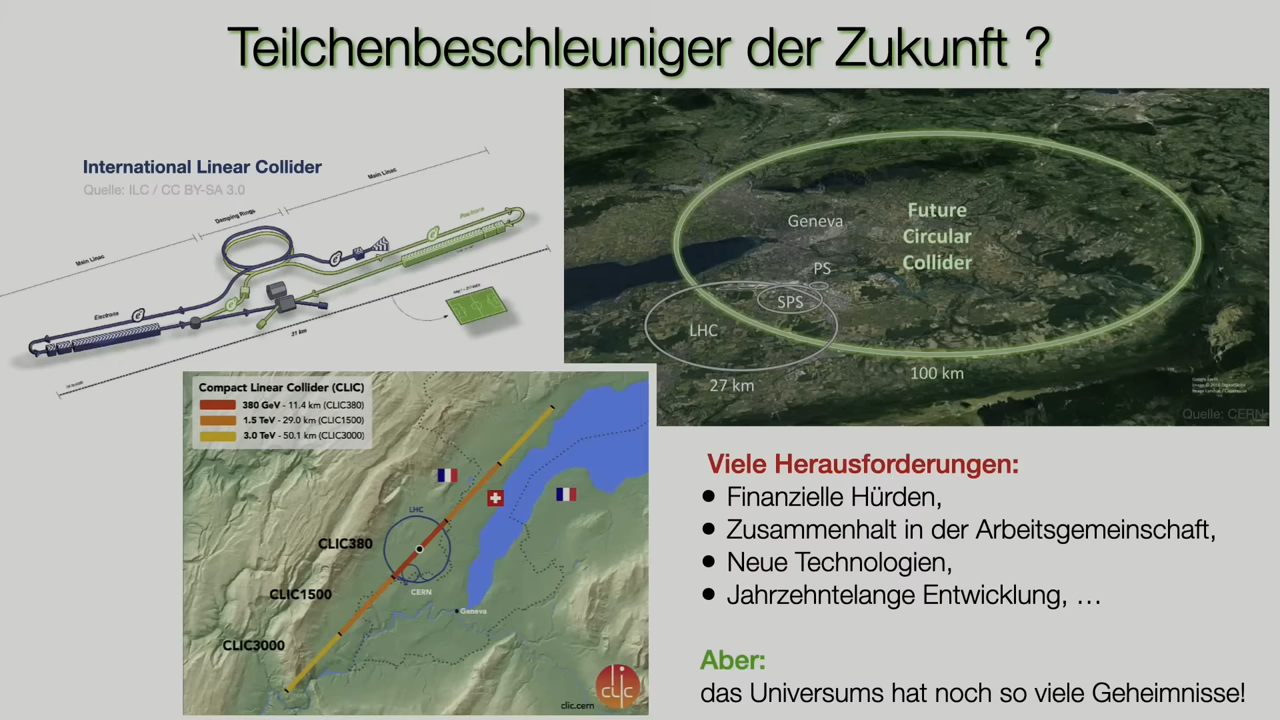 Teilchenbeschleuniger der Zukunft ?
International Linear Collider
Quelle: ILC / CC BY-SA 3.0
Main Linac
Damping Rings
Main Linac
Positrons
Electrons
31 km
Geneva
Future
Circular
Collider
PS
SPS
LHC
27 km
100 km
Quelle: CERN
Compact Linear Collider (CLIC)
380 GeV - 11.4 km (CLIC380)
1.5 TeV - 29.0 km (CLIC1500)
3.0 TeV - 50.1 km (CLIC3000)
LHC
CLIC380
CLIC1500
CERN
Geneva
CLIC3000
clic
clic.cern
Viele Herausforderungen:
● Finanzielle Hürden,
● Zusammenhalt in der Arbeitsgemeinschaft,
● Neue Technologien,
● Jahrzehntelange Entwicklung, …
Aber:
das Universums hat noch so viele Geheimnisse!